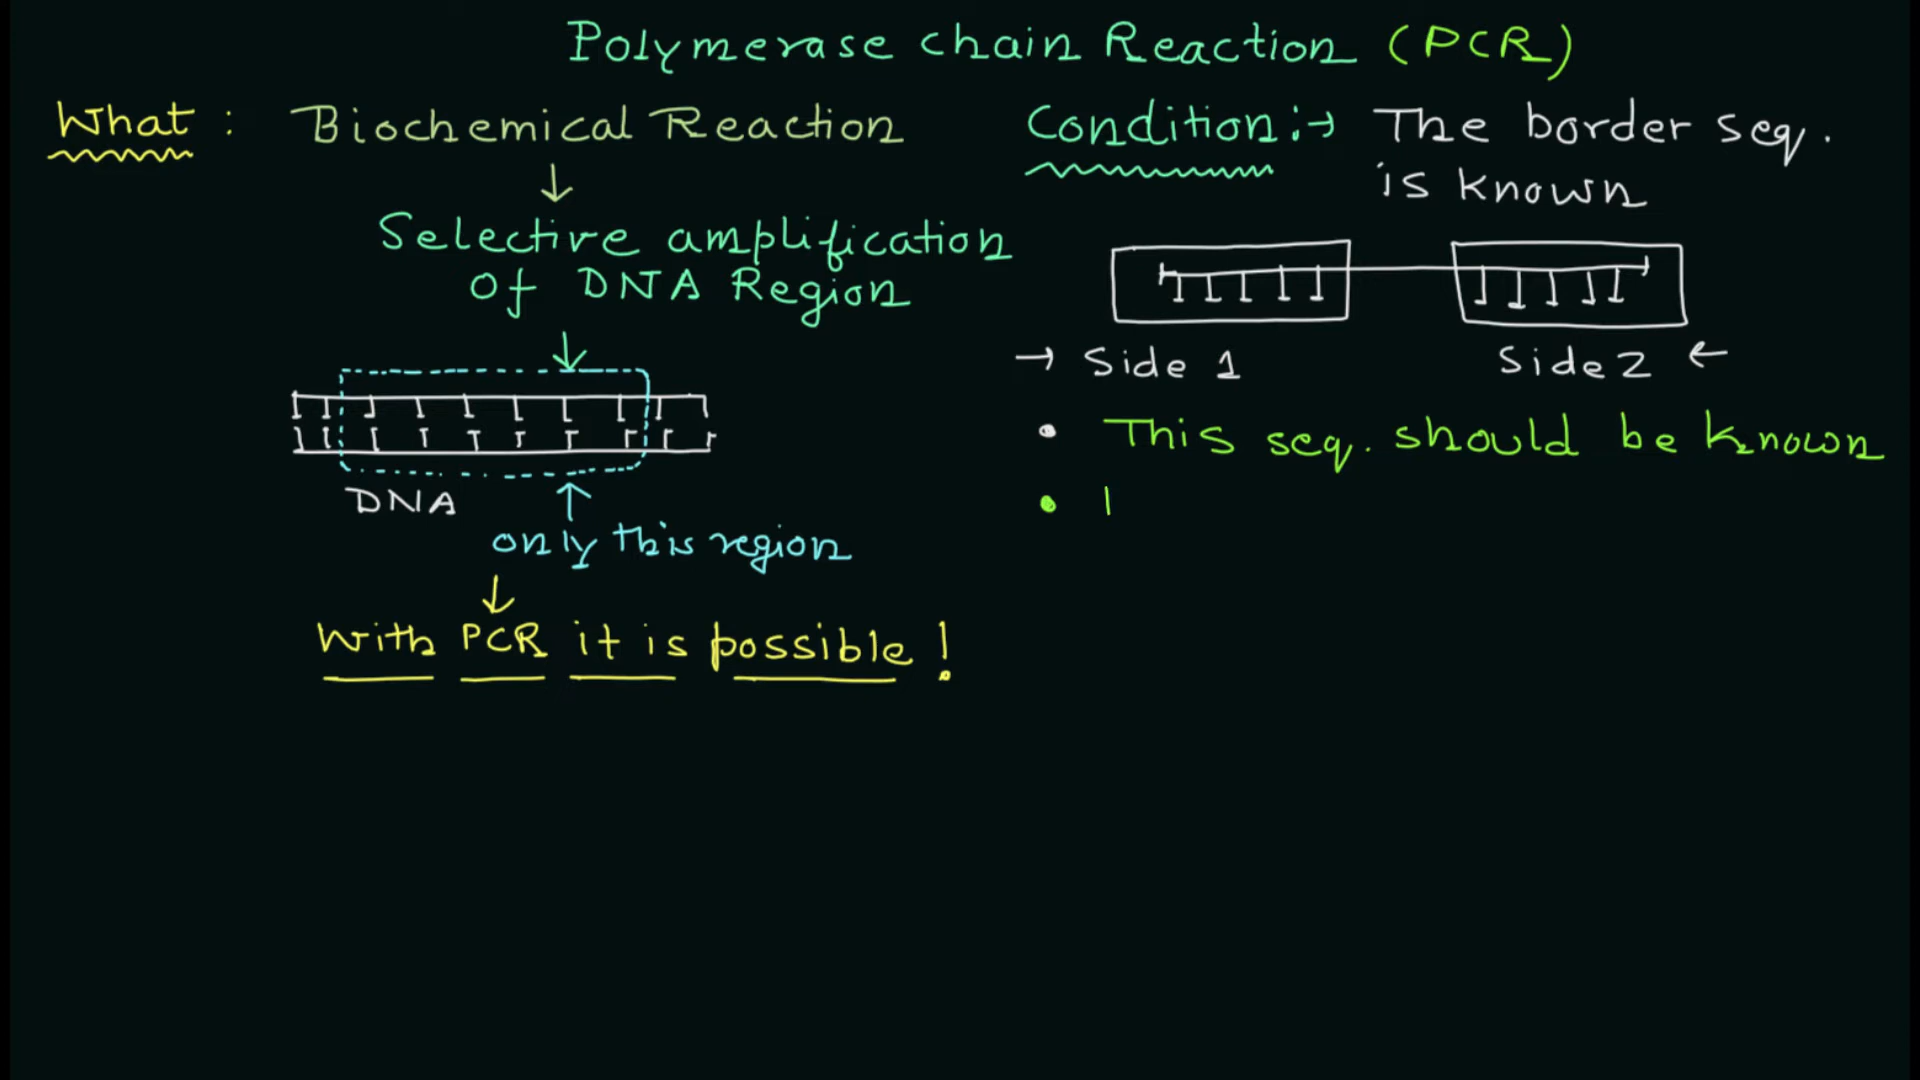 Polymerase chain Reaction (PCR)
What : Biochemical Reaction
↓
Selective amplification
of DNA Region
↓
DNA
↑
only this region
↓
With PCR it is possible !
Condition :→ The border seq.
is known
→ Side 1 Side 2 ←
• This seq. should be known
•